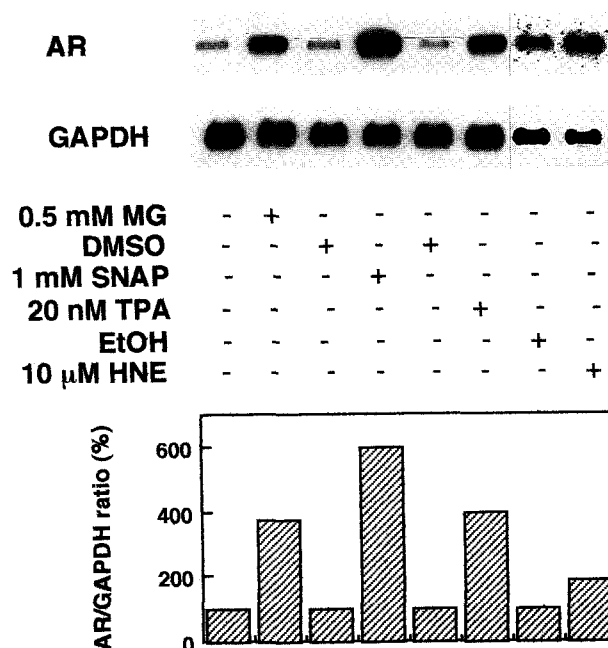 AR
GAPDH
0.5 mM MG - + - - - - - -
DMSO - - + - + - - -
1 mM SNAP - - - + - - - -
20 nM TPA - - - - - + - -
EtOH - - - - - - + -
10 μM HNE - - - - - - - +
AR/GAPDH ratio (%)
600
400
200
0